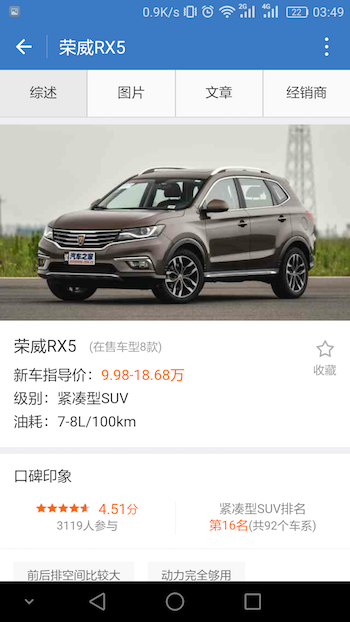 0.9K/s 2G 4G 22 03:49
荣威RX5
综述 图片 文章 经销商
汽车之家
荣威RX5 (在售车型8款)
收藏
新车指导价：9.98-18.68万
级别：紧凑型SUV
油耗：7-8L/100km
口碑印象
4.51分
3119人参与
紧凑型SUV排名
第16名(共92个车系)
前后排空间比较大 动力完全够用